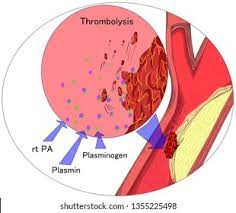 Thrombolysis
rt PA
Plasminogen
Plasmin
shutterstock.com · 1355225498